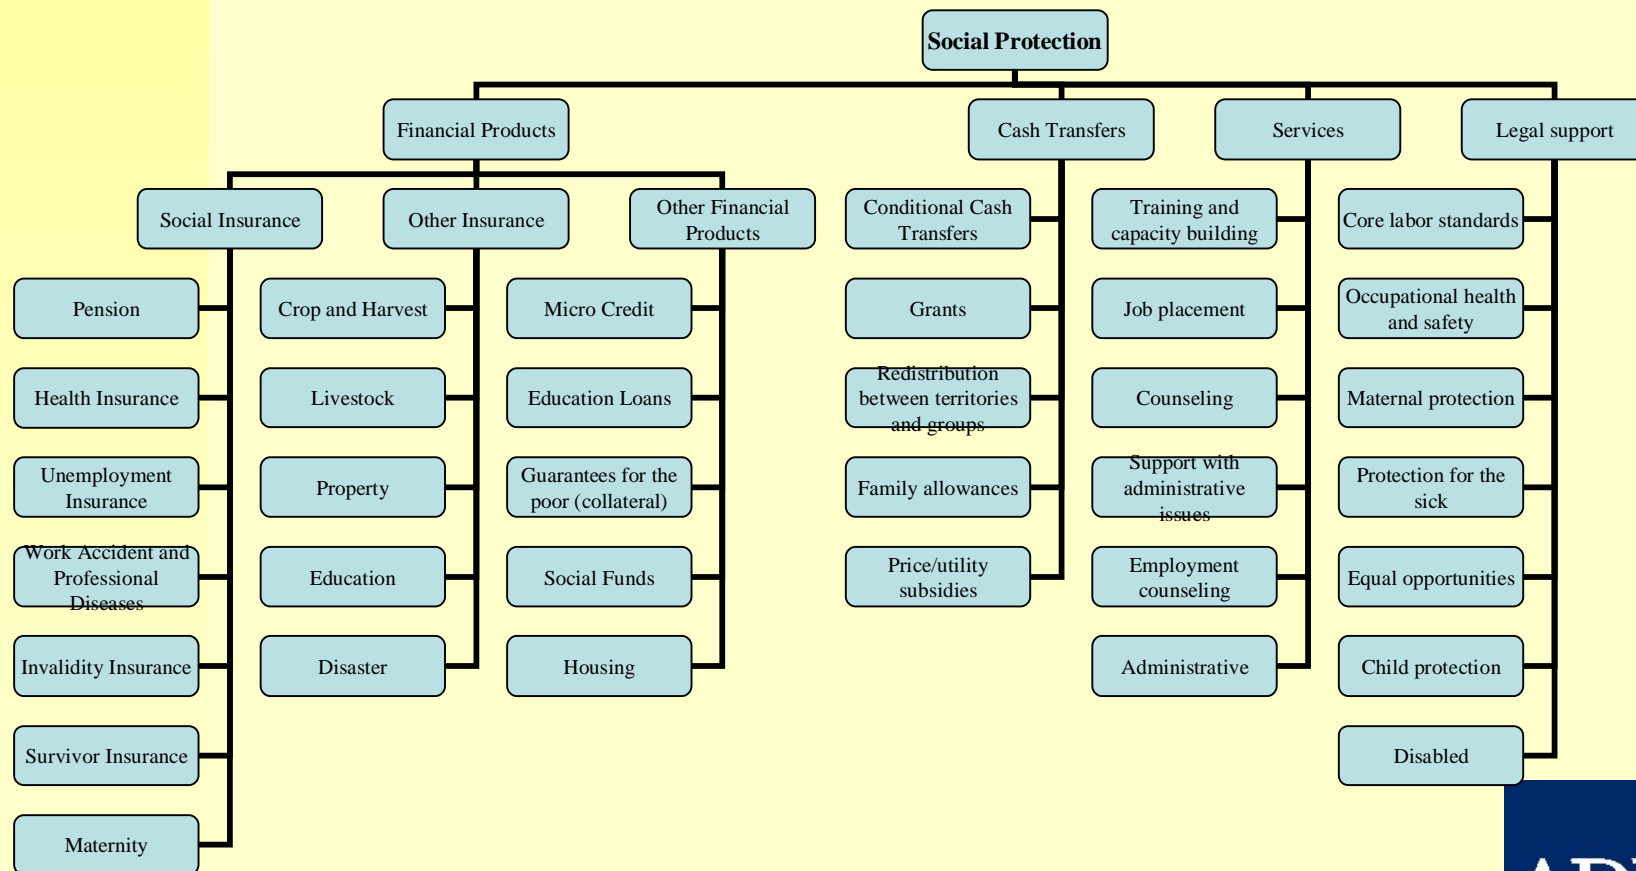 Social Protection
Financial Products
Cash Transfers
Services
Legal support
Social Insurance
Other Insurance
Other Financial
Products
Conditional Cash
Transfers
Training and
capacity building
Core labor standards
Pension
Crop and Harvest
Micro Credit
Grants
Job placement
Occupational health
and safety
Health Insurance
Livestock
Education Loans
Redistribution
between territories
and groups
Counseling
Maternal protection
Unemployment
Insurance
Property
Guarantees for the
poor (collateral)
Family allowances
Support with
administrative
issues
Protection for the
sick
Work Accident and
Professional
Diseases
Education
Social Funds
Price/utility
subsidies
Employment
counseling
Equal opportunities
Invalidity Insurance
Disaster
Housing
Administrative
Child protection
Survivor Insurance
Disabled
Maternity